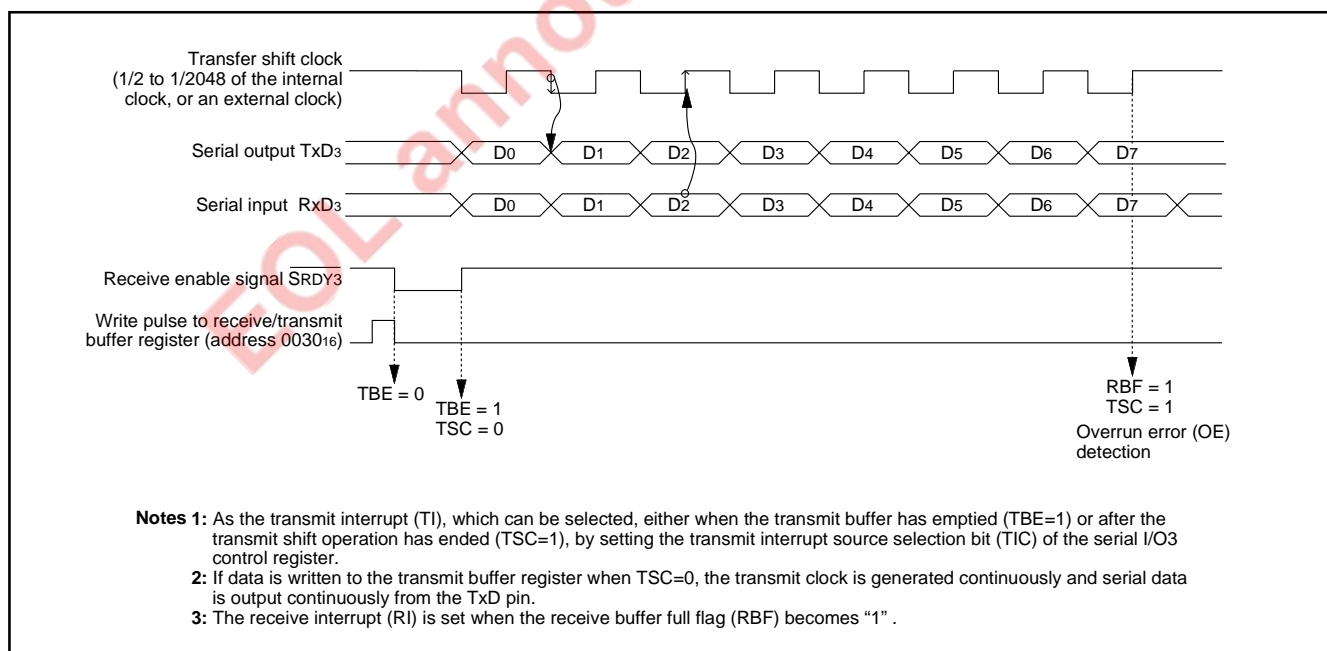 EOL anno
Transfer shift clock
(1/2 to 1/2048 of the internal
clock, or an external clock)
Serial output TxD3 D0 D1 D2 D3 D4 D5 D6 D7
Serial input RxD3 D0 D1 D2 D3 D4 D5 D6 D7
Receive enable signal SRDY3
Write pulse to receive/transmit
buffer register (address 003016)
TBE = 0
TBE = 1
TSC = 0
RBF = 1
TSC = 1
Overrun error (OE)
detection
Notes 1: As the transmit interrupt (TI), which can be selected, either when the transmit buffer has emptied (TBE=1) or after the
transmit shift operation has ended (TSC=1), by setting the transmit interrupt source selection bit (TIC) of the serial I/O3
control register.
2: If data is written to the transmit buffer register when TSC=0, the transmit clock is generated continuously and serial data
is output continuously from the TxD pin.
3: The receive interrupt (RI) is set when the receive buffer full flag (RBF) becomes “1” .